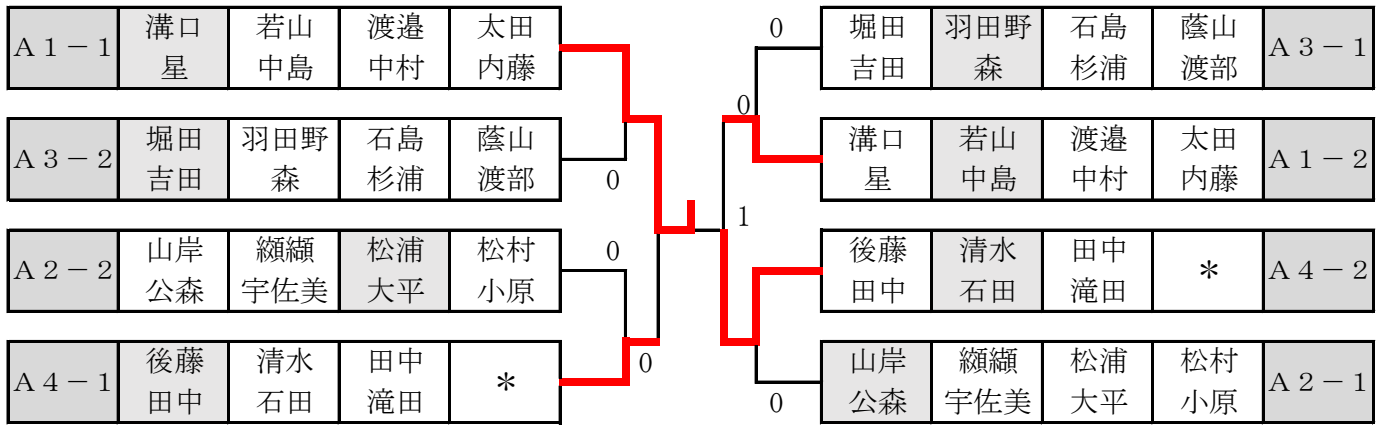 Ａ１－１ 溝口 若山 渡邉 太田
星 中島 中村 内藤
0 堀田 羽田野 石島 蔭山 Ａ３－１
吉田 森 杉浦 渡部
0
Ａ３－２ 堀田 羽田野 石島 蔭山
吉田 森 杉浦 渡部
0
溝口 若山 渡邉 太田 Ａ１－２
星 中島 中村 内藤
1
Ａ２－２ 山岸 纐纈 松浦 松村
公森 宇佐美 大平 小原
0
後藤 清水 田中 ＊ Ａ４－２
田中 石田 滝田
Ａ４－１ 後藤 清水 田中 ＊
田中 石田 滝田
0
0 山岸 纐纈 松浦 松村 Ａ２－１
公森 宇佐美 大平 小原